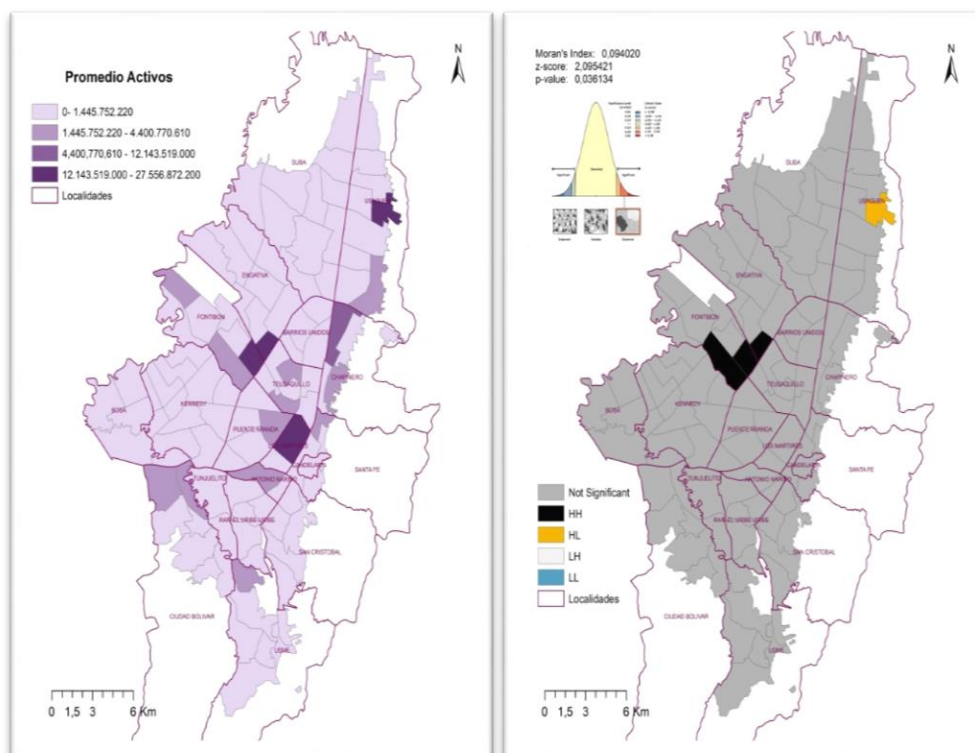 Promedio Activos
0- 1.445.752.220
1.445.752.220 - 4.400.770.610
4,400,770,610 - 12.143.519.000
12.143.519.000 - 27.556.872.200
Localidades
N
SUBA
ENGATIVA
FONTIBON
BARRIOS UNIDOS
TEUSAQUILLO
CHAPINERO
KENNEDY
BOSA
PUENTE ARANDA
CANDELARIA
SANTA FE
TUNJUELITO
ANTONIO NARIÑO
RAFAEL URIBE URIBE
SAN CRISTOBAL
CIUDAD BOLIVAR
USME
0 1,5 3 6 Km
Moran's Index: 0,094020
z-score: 2,095421
p-value: 0,036134
N
SUBA
USAQUEN
ENGATIVA
FONTIBON
BARRIOS UNIDOS
TEUSAQUILLO
CHAPINERO
KENNEDY
BOSA
PUENTE ARANDA
LOS MARTIRES
CANDELARIA
SANTA FE
TUNJUELITO
ANTONIO NARIÑO
RAFAEL URIBE URIBE
SAN CRISTOBAL
CIUDAD BOLIVAR
USME
Not Significant
HH
HL
LH
LL
Localidades
0 1,5 3 6 Km